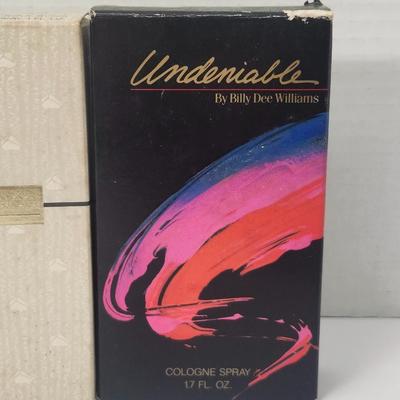 Undeniable
By Billy Dee Williams
COLOGNE SPRAY
1.7 FL. OZ.